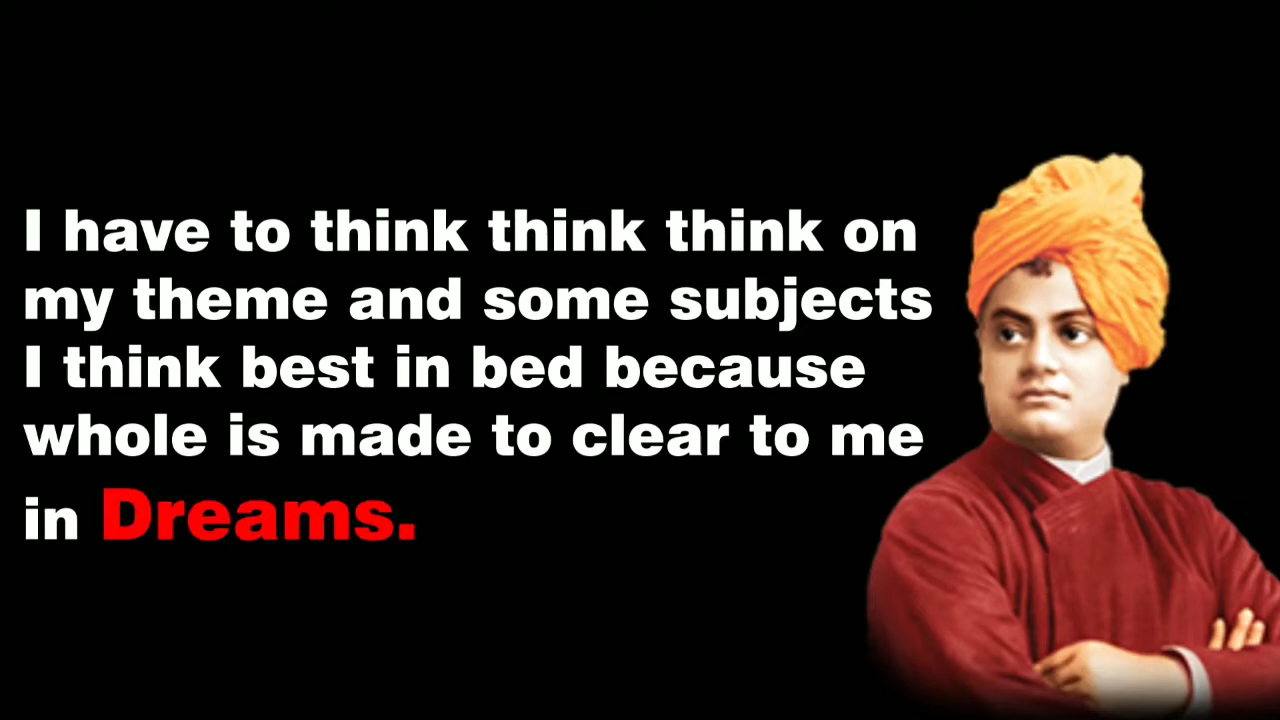 I have to think think think on
my theme and some subjects
I think best in bed because
whole is made to clear to me
in Dreams.